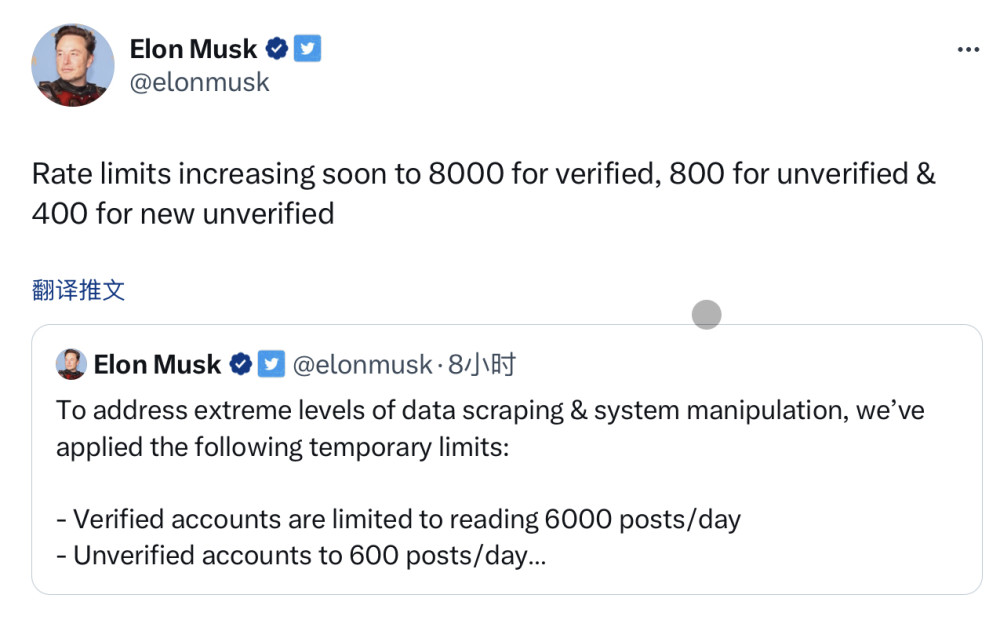 Elon Musk
@elonmusk
Rate limits increasing soon to 8000 for verified, 800 for unverified &
400 for new unverified
翻译推文
Elon Musk @elonmusk · 8小时
To address extreme levels of data scraping & system manipulation, we’ve
applied the following temporary limits:
- Verified accounts are limited to reading 6000 posts/day
- Unverified accounts to 600 posts/day...